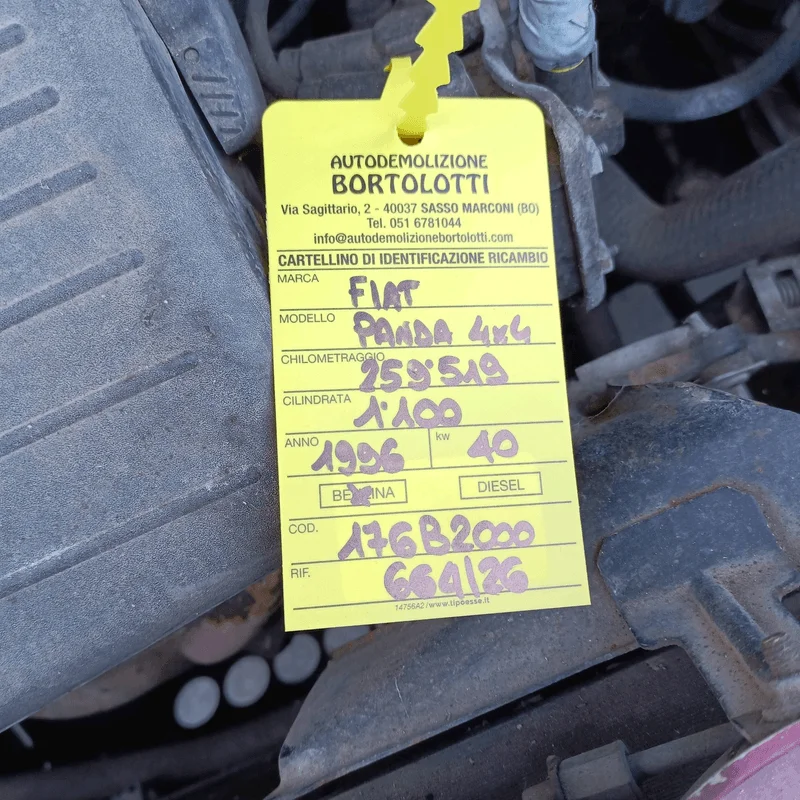 AUTODEMOLIZIONE
BORTOLOTTI
Via Sagittario, 2 - 40037 SASSO MARCONI (BO)
Tel. 051 6781044
info@autodemolizionebortolotti.com
CARTELLINO DI IDENTIFICAZIONE RICAMBIO
MARCA FIAT
MODELLO PANDA 4x4
CHILOMETRAGGIO 259'519
CILINDRATA 1'100
ANNO 1996 kw 40
BENZINA DIESEL
COD. 176B2000
RIF. 664/26
14756A2 / www.tipoesse.it